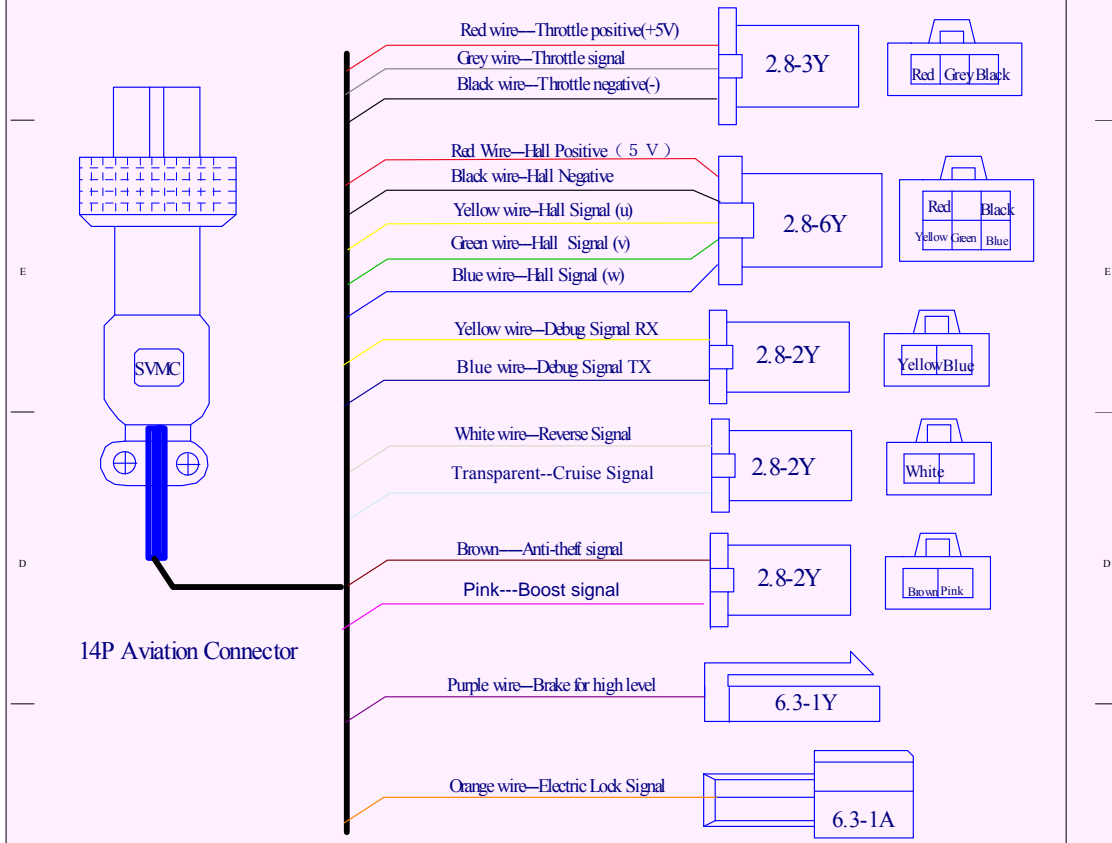 Red wire---Throttle positive(+5V)
Grey wire---Throttle signal
Black wire---Throttle negative(-)
2.8-3Y
Red Grey Black
Red Wire---Hall Positive（５Ｖ）
Black wire--Hall Negative
Yellow wire--Hall Signal (u)
Green wire--Hall Signal (v)
Blue wire---Hall Signal (w)
2.8-6Y
Red Black
Yellow Green Blue
E
E
Yellow wire---Debug Signal RX
Blue wire---Debug Signal TX
2.8-2Y
Yellow Blue
SVMC
White wire---Reverse Signal
Transparent--Cruise Signal
2.8-2Y
White
Brown----Anti-theft signal
Pink---Boost signal
2.8-2Y
Brown Pink
D
D
14P Aviation Connector
Purple wire---Brake for high level
6.3-1Y
Orange wire---Electric Lock Signal
6.3-1A